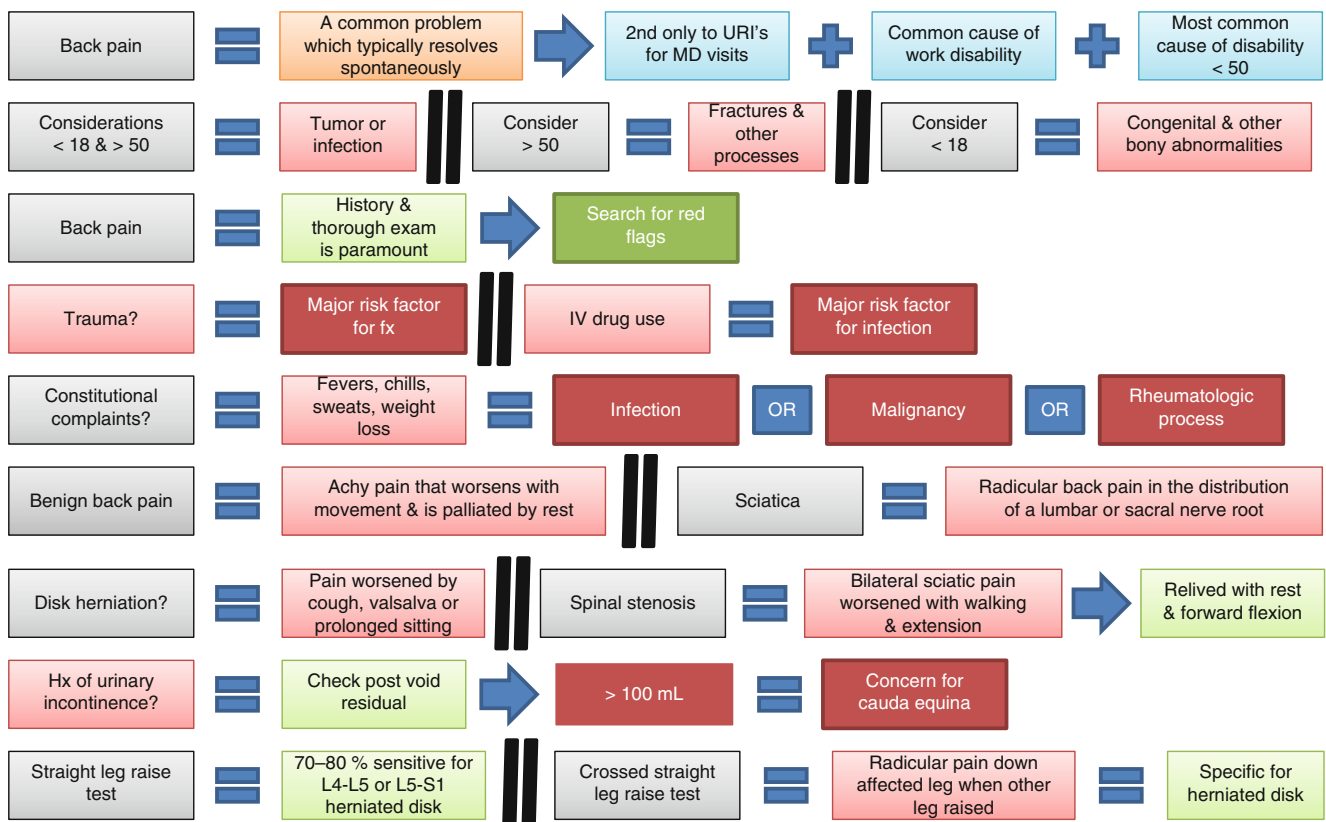 Back pain
A common problem
which typically resolves
spontaneously
2nd only to URI's
for MD visits
Common cause of
work disability
Most common
cause of disability
< 50
Considerations
< 18 & > 50
Tumor or
infection
Consider
> 50
Fractures &
other
processes
Consider
< 18
Congenital & other
bony abnormalities
Back pain
History &
thorough exam
is paramount
Search for red
flags
Trauma?
Major risk factor
for fx
IV drug use
Major risk factor
for infection
Constitutional
complaints?
Fevers, chills,
sweats, weight
loss
Infection
OR
Malignancy
OR
Rheumatologic
process
Benign back pain
Achy pain that worsens with
movement & is palliated by rest
Sciatica
Radicular back pain in the distribution
of a lumbar or sacral nerve root
Disk herniation?
Pain worsened by
cough, valsalva or
prolonged sitting
Spinal stenosis
Bilateral sciatic pain
worsened with walking
& extension
Relived with rest
& forward flexion
Hx of urinary
incontinence?
Check post void
residual
> 100 mL
Concern for
cauda equina
Straight leg raise
test
70–80 % sensitive for
L4-L5 or L5-S1
herniated disk
Crossed straight
leg raise test
Radicular pain down
affected leg when other
leg raised
Specific for
herniated disk